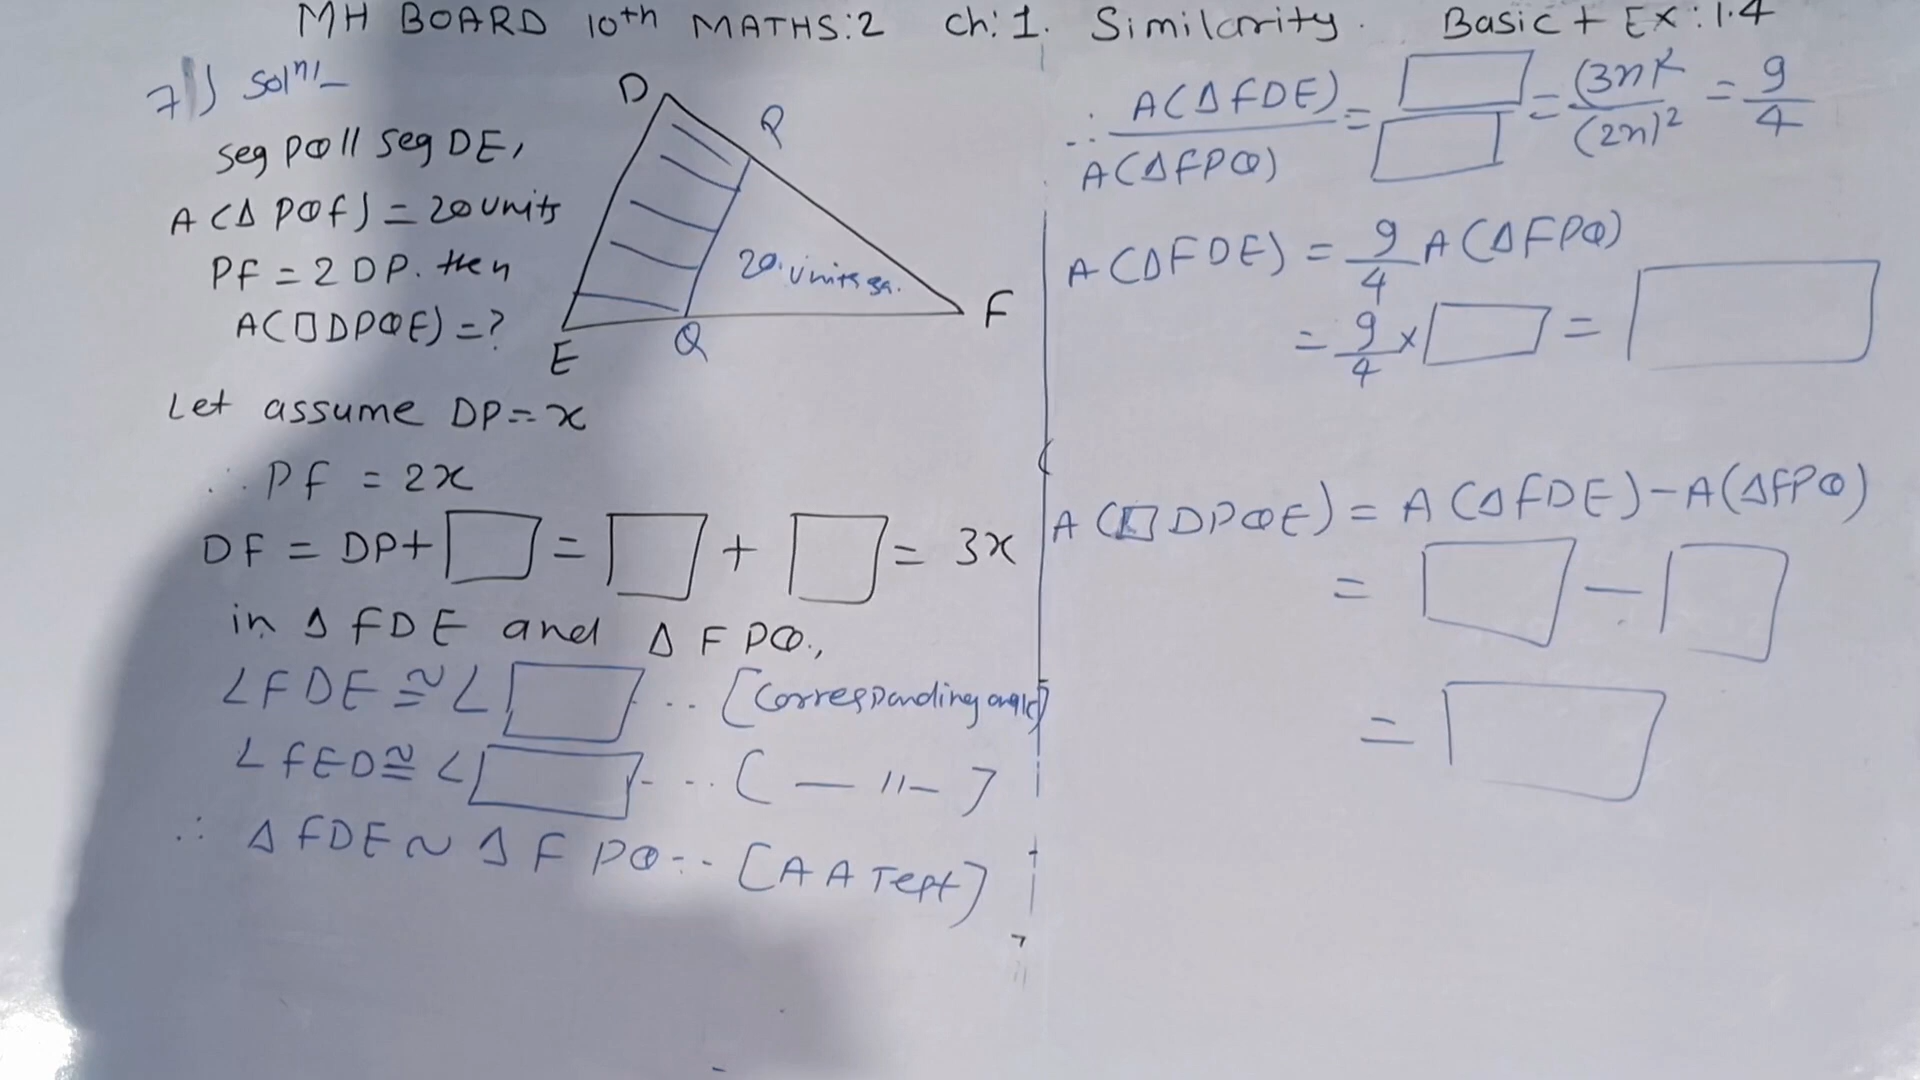 MH BOARD 10th MATHS:2 Ch:1. Similarity. Basic + EX:1.4
7) Soln:-
seg PQ || seg DE,
A(Δ PQF) = 20 units
PF = 2 DP. then
A(□DPQE) = ?
D
P
20 units sq.
F
Q
E
Let assume DP = x
∴ PF = 2x
DF = DP + □ = □ + □ = 3x
in Δ FDE and Δ FPQ.,
∠FDE ≅ ∠ □ ... [Corresponding angle]
∠FED ≅ ∠ □ ... ( — 11 — ]
∴ Δ FDE ~ Δ F PQ -- [AA Test]
∴ A(Δ FDE) / A(Δ FPQ) = □ / □ = (3x)² / (2x)² = 9/4
A(ΔFDE) = 9/4 A(ΔFPQ)
= 9/4 × □ = □
A(□ DPQE) = A(ΔFDE) – A(ΔFPQ)
= □ – □
= □